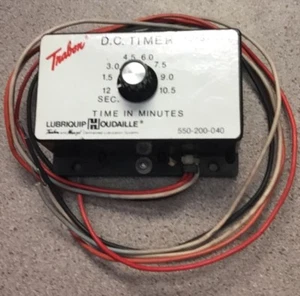 Trabon®
D.C. TIMER
4.5 6.0
3.0 7.5
1.5 9.0
12 10.5
SEC.
TIME IN MINUTES
LUBRIQUIP HOUDAILLE®
550-200-040